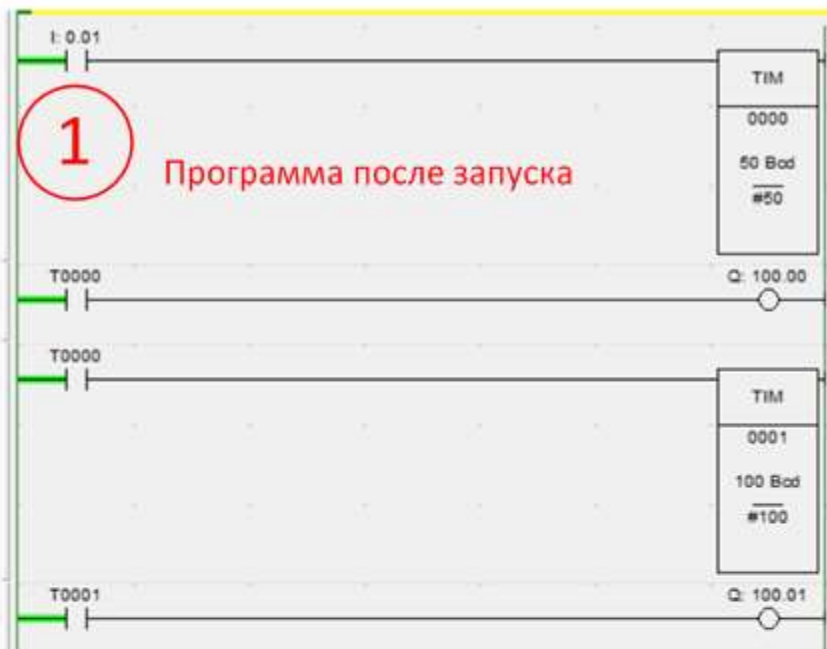 I: 0.01
TIM
0000
50 Bcd
#50
1
Программа после запуска
T0000
Q: 100.00
T0000
TIM
0001
100 Bcd
#100
T0001
Q: 100.01